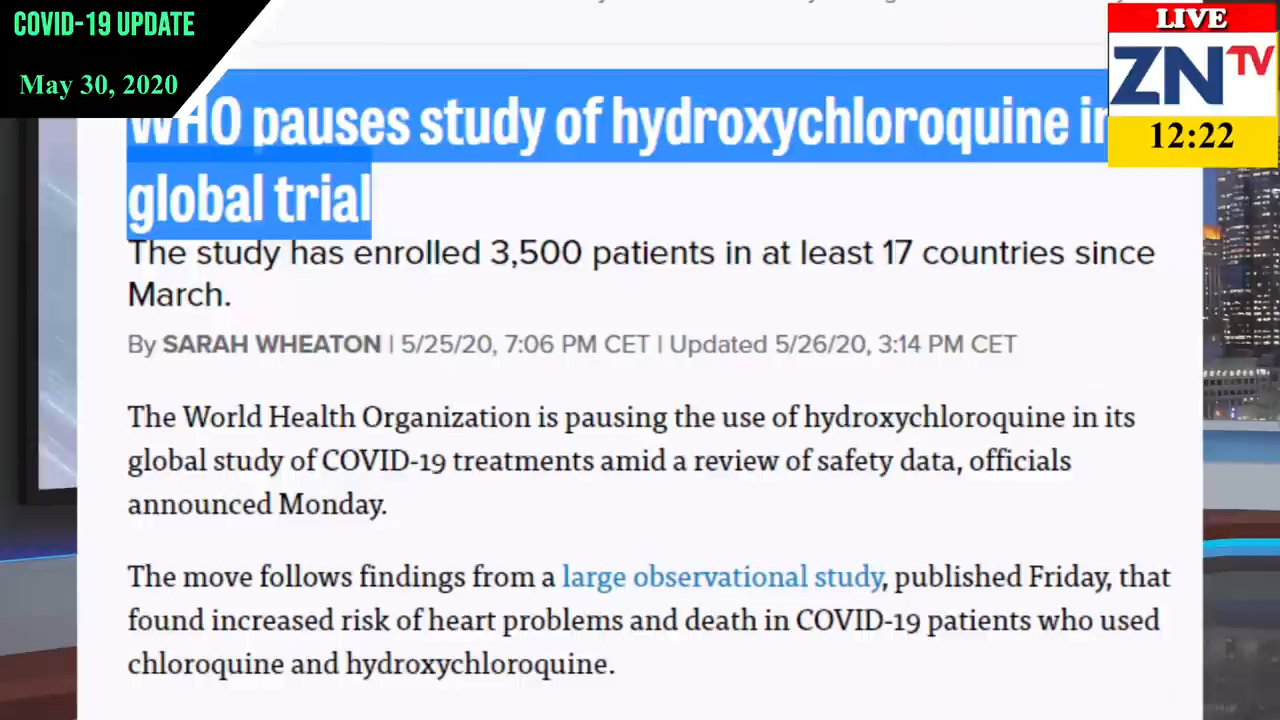 COVID-19 UPDATE
May 30, 2020
LIVE
ZNTV
12:22
WHO pauses study of hydroxychloroquine in
global trial
The study has enrolled 3,500 patients in at least 17 countries since
March.
By SARAH WHEATON | 5/25/20, 7:06 PM CET | Updated 5/26/20, 3:14 PM CET
The World Health Organization is pausing the use of hydroxychloroquine in its
global study of COVID-19 treatments amid a review of safety data, officials
announced Monday.
The move follows findings from a large observational study, published Friday, that
found increased risk of heart problems and death in COVID-19 patients who used
chloroquine and hydroxychloroquine.